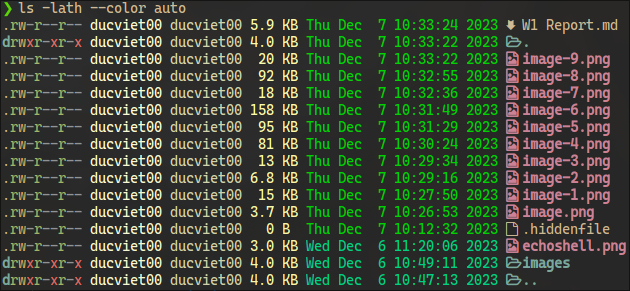 ❯ ls -lath --color auto
.rw-r--r-- ducviet00 ducviet00 5.9 KB Thu Dec  7 10:33:24 2023 W1 Report.md
drwxr-xr-x ducviet00 ducviet00 4.0 KB Thu Dec  7 10:33:22 2023 .
.rw-r--r-- ducviet00 ducviet00  20 KB Thu Dec  7 10:33:22 2023 image-9.png
.rw-r--r-- ducviet00 ducviet00  92 KB Thu Dec  7 10:32:55 2023 image-8.png
.rw-r--r-- ducviet00 ducviet00  18 KB Thu Dec  7 10:32:36 2023 image-7.png
.rw-r--r-- ducviet00 ducviet00 158 KB Thu Dec  7 10:31:49 2023 image-6.png
.rw-r--r-- ducviet00 ducviet00  95 KB Thu Dec  7 10:31:29 2023 image-5.png
.rw-r--r-- ducviet00 ducviet00  81 KB Thu Dec  7 10:30:24 2023 image-4.png
.rw-r--r-- ducviet00 ducviet00  13 KB Thu Dec  7 10:29:34 2023 image-3.png
.rw-r--r-- ducviet00 ducviet00 6.8 KB Thu Dec  7 10:29:16 2023 image-2.png
.rw-r--r-- ducviet00 ducviet00  15 KB Thu Dec  7 10:27:50 2023 image-1.png
.rw-r--r-- ducviet00 ducviet00 3.7 KB Thu Dec  7 10:26:53 2023 image.png
.rw-r--r-- ducviet00 ducviet00   0 B  Thu Dec  7 10:12:32 2023 .hiddenfile
.rw-r--r-- ducviet00 ducviet00 3.0 KB Wed Dec  6 11:20:06 2023 echoshell.png
drwxr-xr-x ducviet00 ducviet00 4.0 KB Wed Dec  6 10:49:11 2023 images
drwxr-xr-x ducviet00 ducviet00 4.0 KB Wed Dec  6 10:47:13 2023 ..